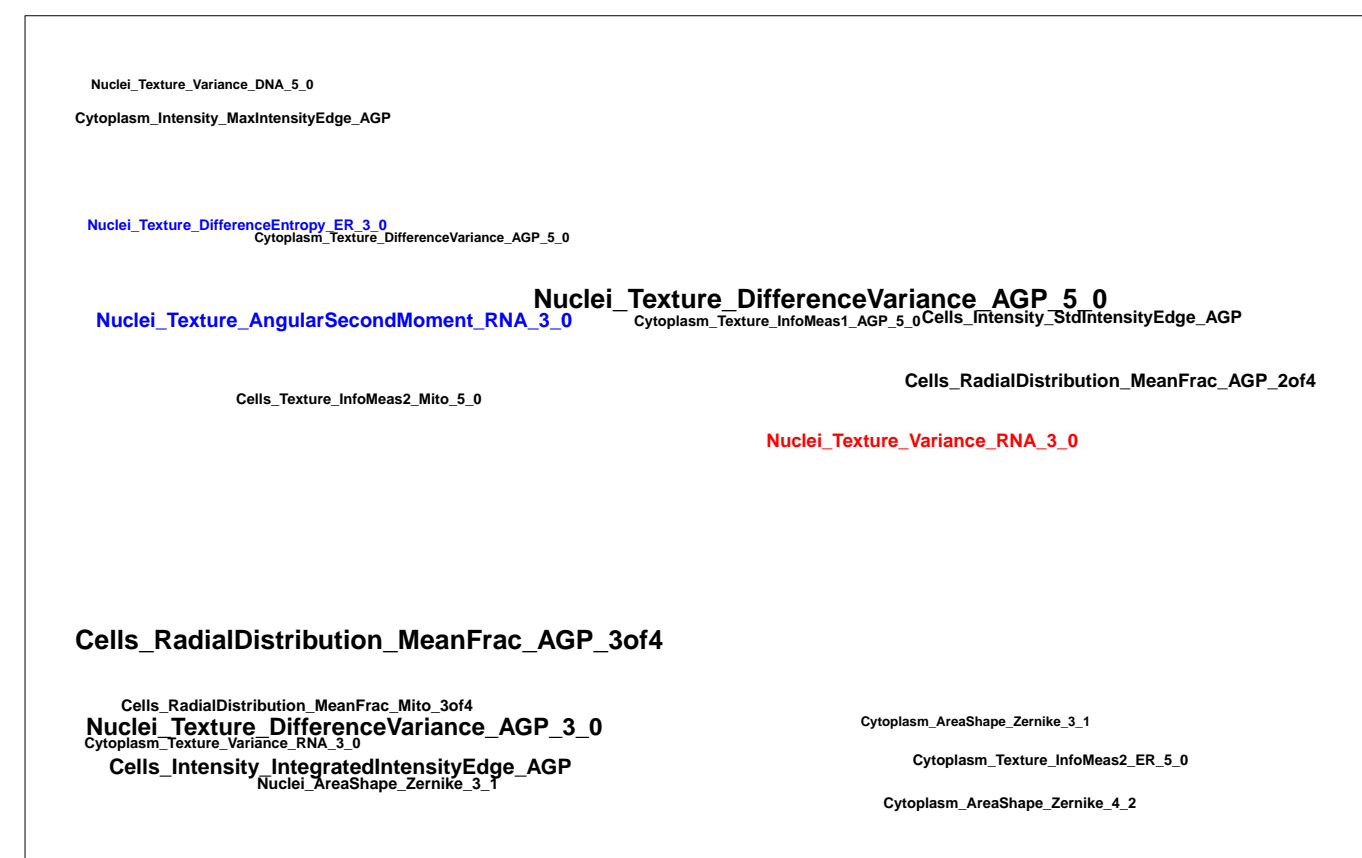 Nuclei_Texture_Variance_DNA_5_0
Cytoplasm_Intensity_MaxIntensityEdge_AGP
Nuclei_Texture_DifferenceEntropy_ER_3_0
Cytoplasm_Texture_DifferenceVariance_AGP_5_0
Nuclei_Texture_DifferenceVariance_AGP_5_0
Nuclei_Texture_AngularSecondMoment_RNA_3_0
Cytoplasm_Texture_InfoMeas1_AGP_5_0
Cells_Intensity_StdIntensityEdge_AGP
Cells_RadialDistribution_MeanFrac_AGP_2of4
Cells_Texture_InfoMeas2_Mito_5_0
Nuclei_Texture_Variance_RNA_3_0
Cells_RadialDistribution_MeanFrac_AGP_3of4
Cells_RadialDistribution_MeanFrac_Mito_3of4
Nuclei_Texture_DifferenceVariance_AGP_3_0
Cytoplasm_AreaShape_Zernike_3_1
Cytoplasm_Texture_Variance_RNA_3_0
Cytoplasm_Texture_InfoMeas2_ER_5_0
Cells_Intensity_IntegratedIntensityEdge_AGP
Nuclei_AreaShape_Zernike_3_1
Cytoplasm_AreaShape_Zernike_4_2